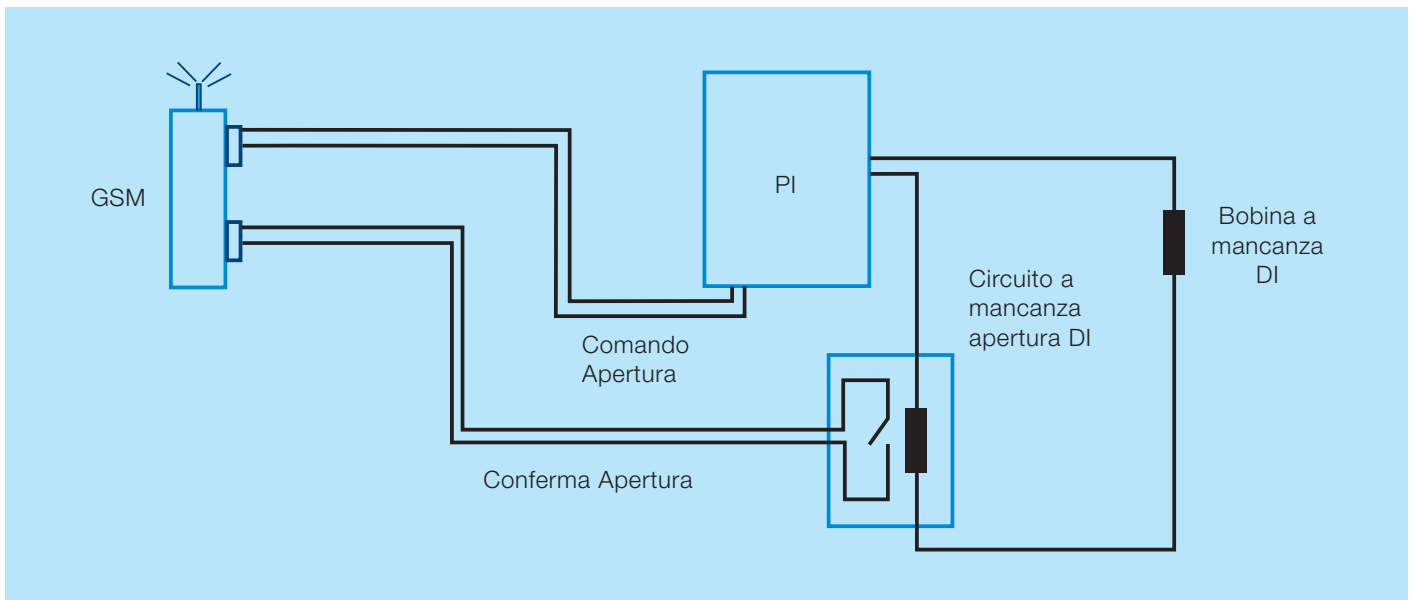 GSM
PI
Bobina a
mancanza
DI
Circuito a
mancanza
apertura DI
Comando
Apertura
Conferma Apertura